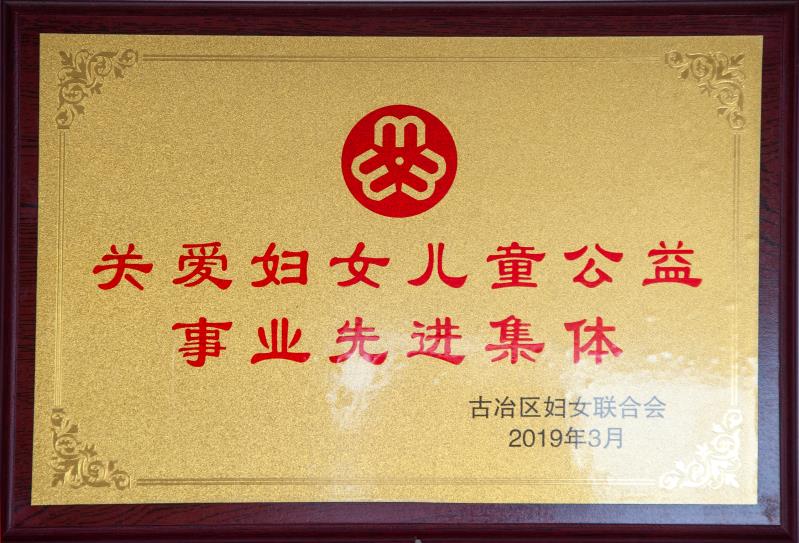 关爱妇女儿童公益
事业先进集体
古冶区妇女联合会
2019年3月